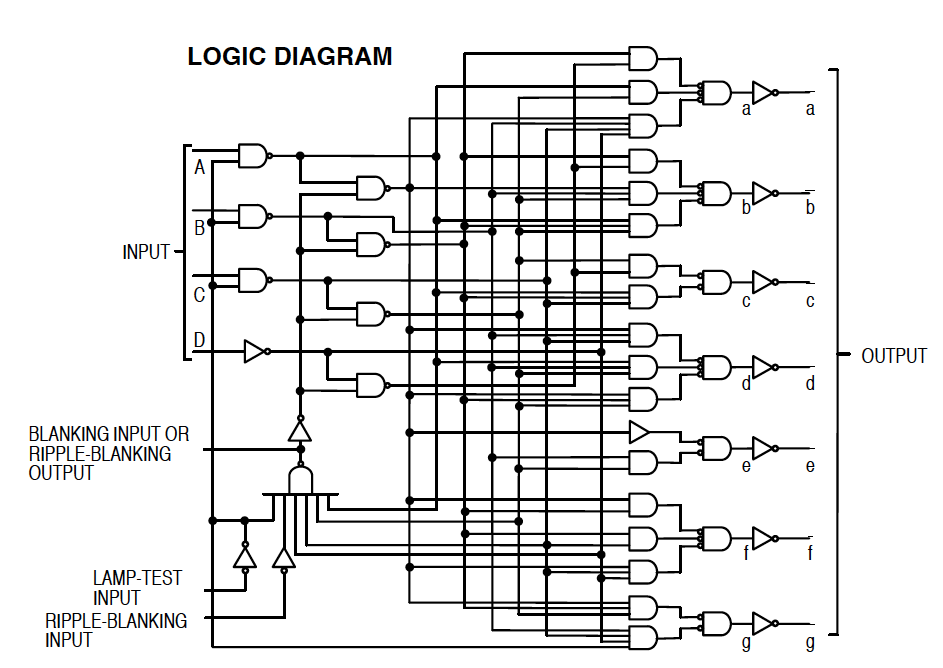 LOGIC DIAGRAM
a
a
A
B
b
b
INPUT
C
c
c
D
OUTPUT
d
d
BLANKING INPUT OR
RIPPLE-BLANKING
OUTPUT
e
e
f
f
LAMP-TEST
INPUT
RIPPLE-BLANKING
INPUT
g
g